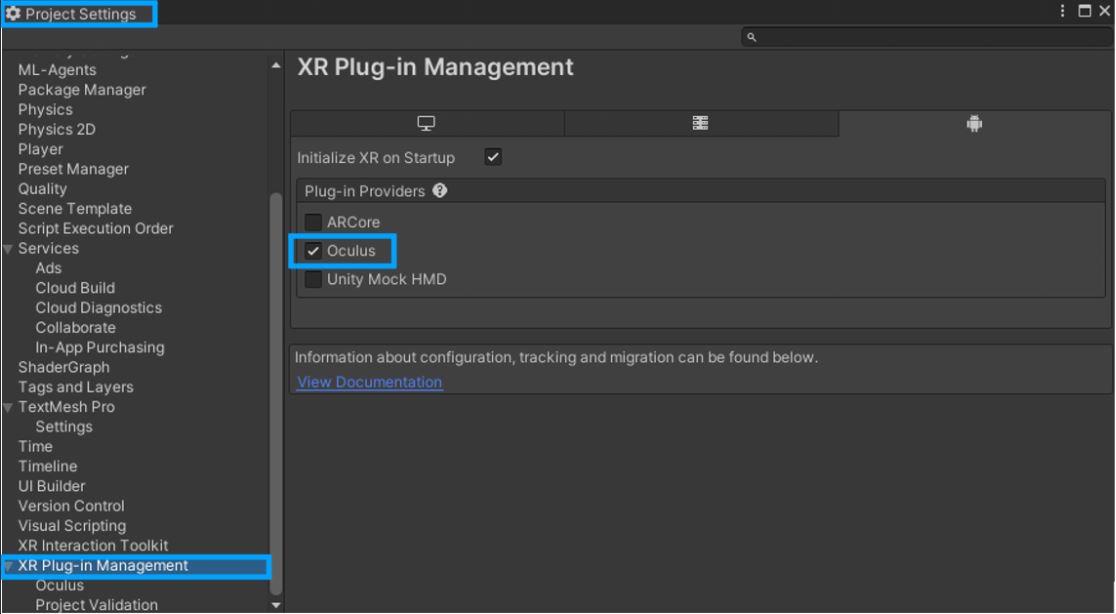 Project Settings
ML-Agents
Package Manager
Physics
Physics 2D
Player
Preset Manager
Quality
Scene Template
Script Execution Order
Services
Ads
Cloud Build
Cloud Diagnostics
Collaborate
In-App Purchasing
ShaderGraph
Tags and Layers
TextMesh Pro
Settings
Time
Timeline
UI Builder
Version Control
Visual Scripting
XR Interaction Toolkit
XR Plug-in Management
Oculus
Project Validation
XR Plug-in Management
Initialize XR on Startup
Plug-in Providers
ARCore
Oculus
Unity Mock HMD
Information about configuration, tracking and migration can be found below.
View Documentation